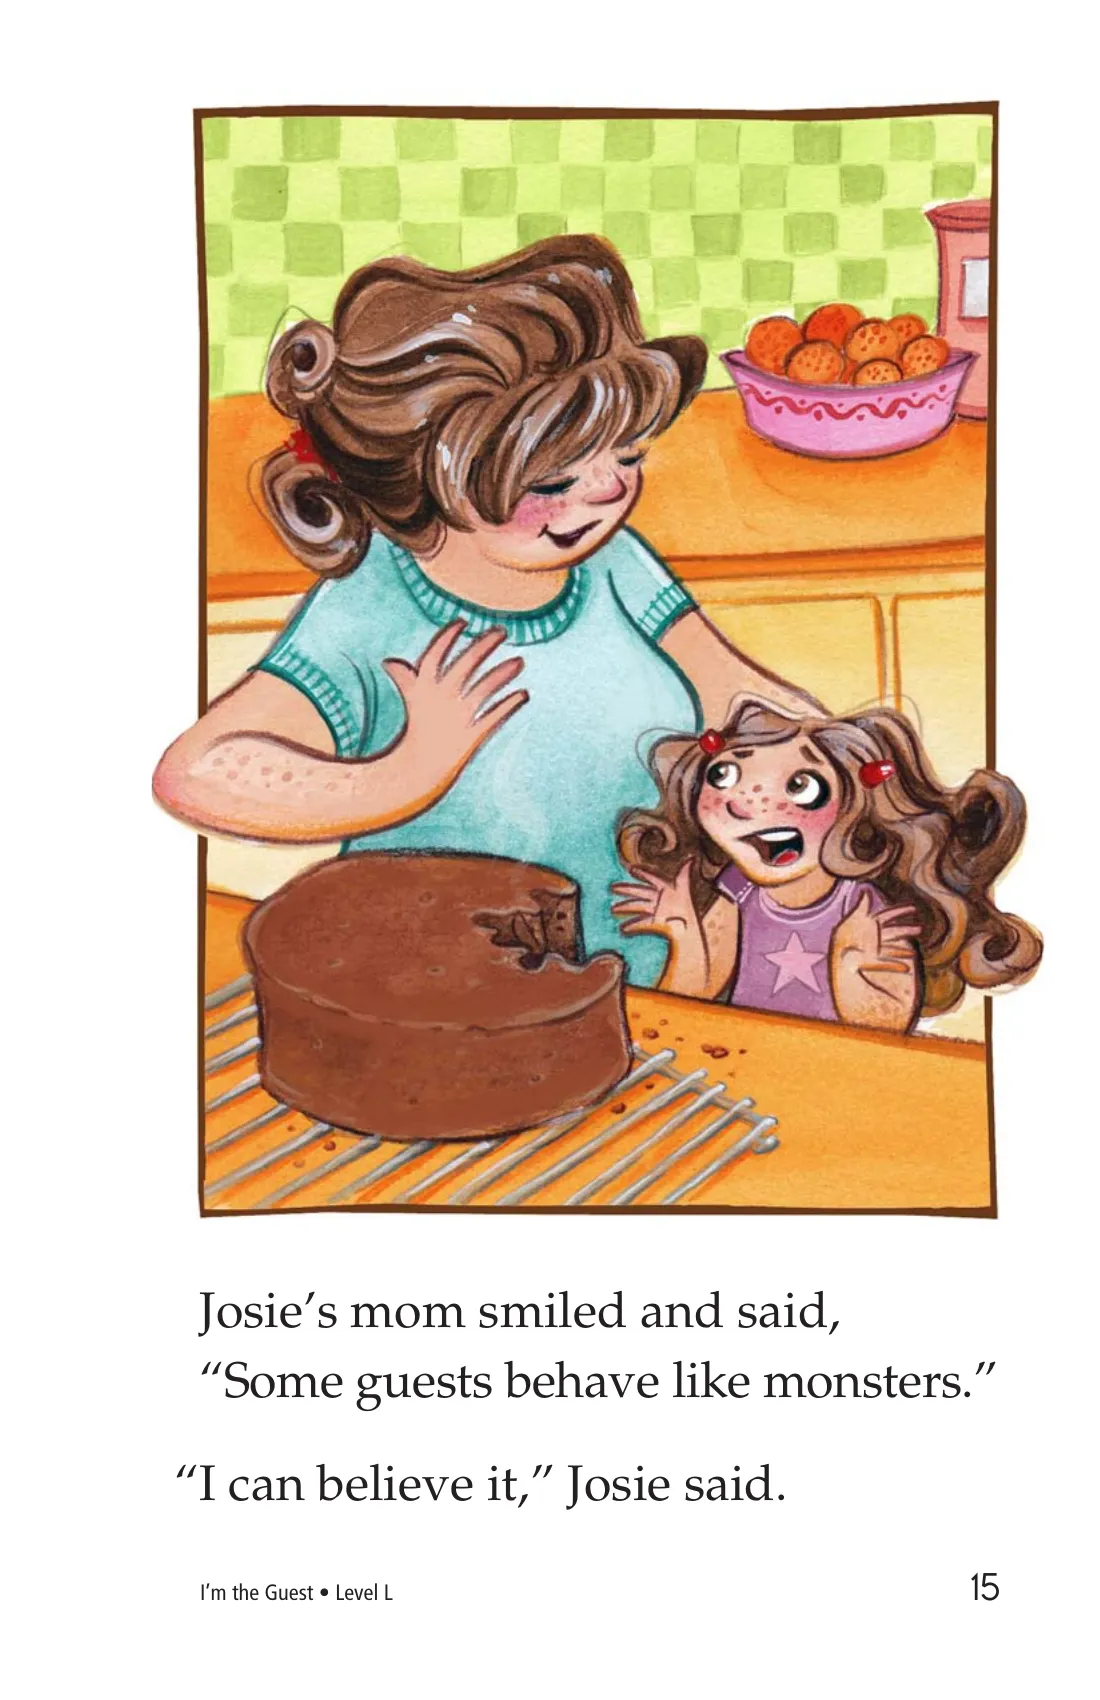 Josie’s mom smiled and said,
“Some guests behave like monsters.”
“I can believe it,” Josie said.
I’m the Guest • Level L
15